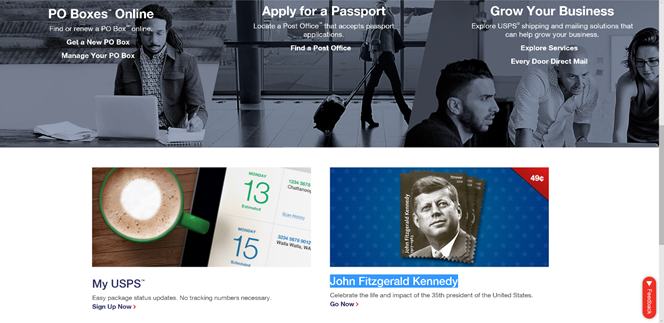 PO Boxes™ Online
Find or renew a PO Box™ online.
Get a New PO Box
Manage Your PO Box
Apply for a Passport
Locate a Post Office™ that accepts passport
applications.
Find a Post Office
Grow Your Business
Explore USPS® shipping and mailing solutions that
can help grow your business.
Explore Services
Every Door Direct Mail
MONDAY
13
Estimated
1234 5678
Chattanoog
MONDAY
15
Scheduled
1234 5678 9012
Walla Walla, WA
49¢
John Fitzgerald Kennedy
My USPS™
Easy package status updates. No tracking numbers necessary.
Sign Up Now >
John Fitzgerald Kennedy
Celebrate the life and impact of the 35th president of the United States.
Go Now >
Feedback